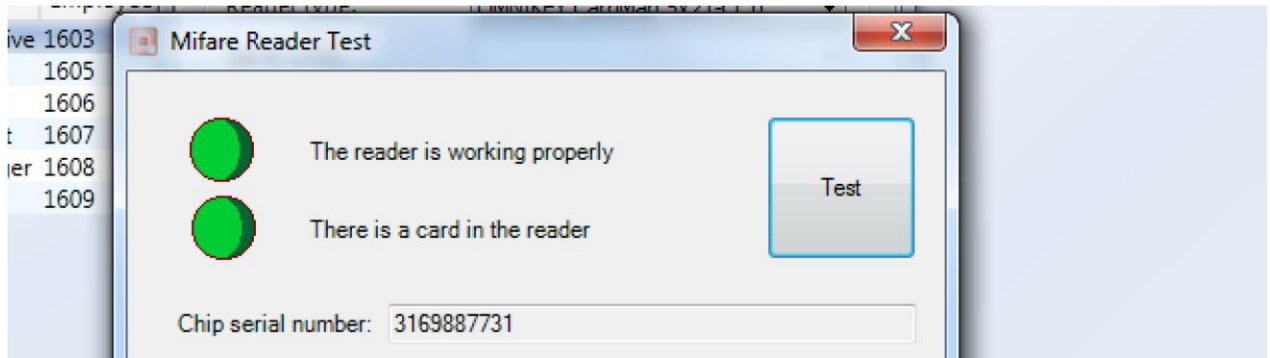 Mifare Reader Test
ive 1603
1605
1606
1607
1608
1609
The reader is working properly
Test
There is a card in the reader
Chip serial number: 3169887731